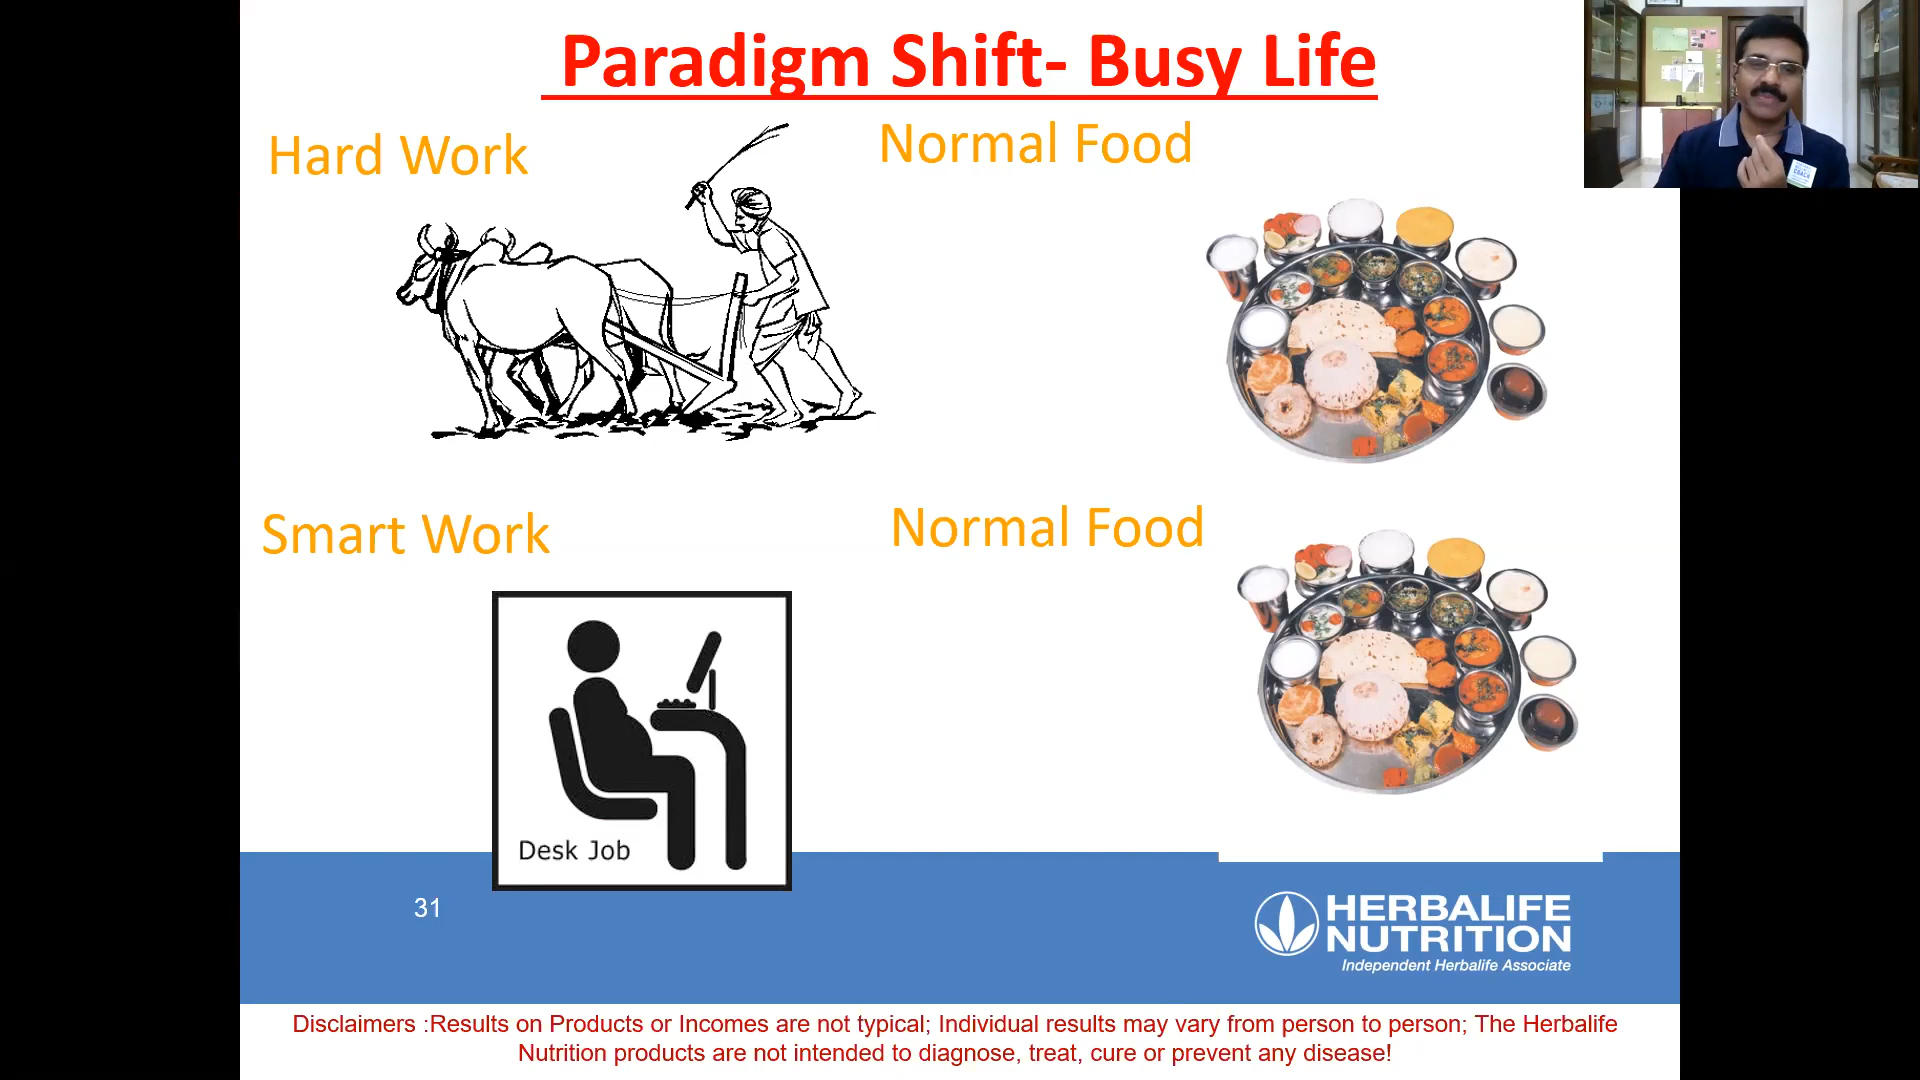 Paradigm Shift- Busy Life
Hard Work
Normal Food
Smart Work
Normal Food
Desk Job
31
HERBALIFE
NUTRITION
Independent Herbalife Associate
Disclaimers :Results on Products or Incomes are not typical; Individual results may vary from person to person; The Herbalife
Nutrition products are not intended to diagnose, treat, cure or prevent any disease!